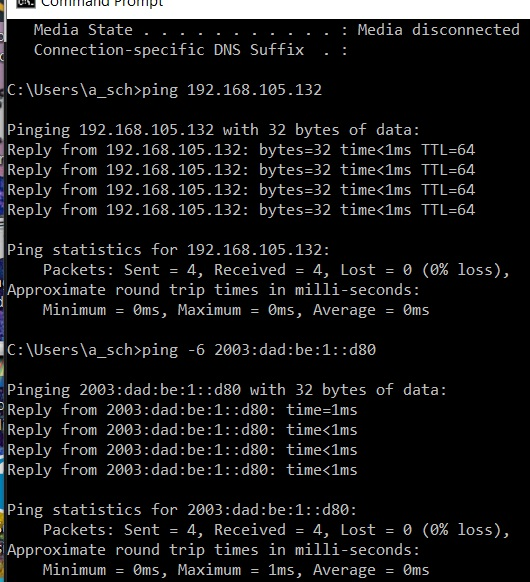 Command Prompt
Media State . . . . . . . . . . . : Media disconnected
Connection-specific DNS Suffix  . :
C:\Users\a_sch>ping 192.168.105.132
Pinging 192.168.105.132 with 32 bytes of data:
Reply from 192.168.105.132: bytes=32 time<1ms TTL=64
Reply from 192.168.105.132: bytes=32 time<1ms TTL=64
Reply from 192.168.105.132: bytes=32 time<1ms TTL=64
Reply from 192.168.105.132: bytes=32 time<1ms TTL=64
Ping statistics for 192.168.105.132:
Packets: Sent = 4, Received = 4, Lost = 0 (0% loss),
Approximate round trip times in milli-seconds:
Minimum = 0ms, Maximum = 0ms, Average = 0ms
C:\Users\a_sch>ping -6 2003:dad:be:1::d80
Pinging 2003:dad:be:1::d80 with 32 bytes of data:
Reply from 2003:dad:be:1::d80: time=1ms
Reply from 2003:dad:be:1::d80: time<1ms
Reply from 2003:dad:be:1::d80: time<1ms
Reply from 2003:dad:be:1::d80: time<1ms
Ping statistics for 2003:dad:be:1::d80:
Packets: Sent = 4, Received = 4, Lost = 0 (0% loss),
Approximate round trip times in milli-seconds:
Minimum = 0ms, Maximum = 1ms, Average = 0ms